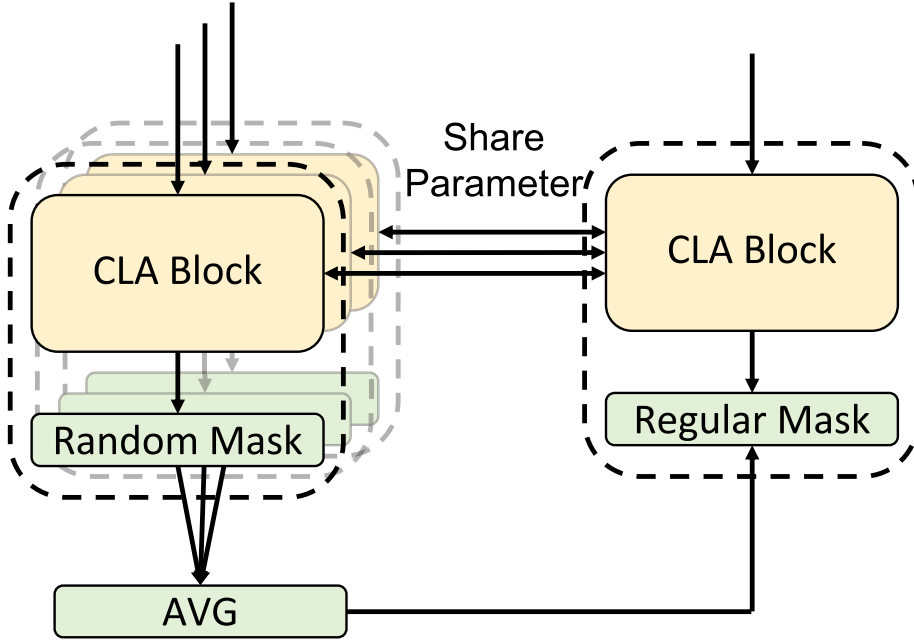 Share
Parameter
CLA Block
CLA Block
Random Mask
Regular Mask
AVG